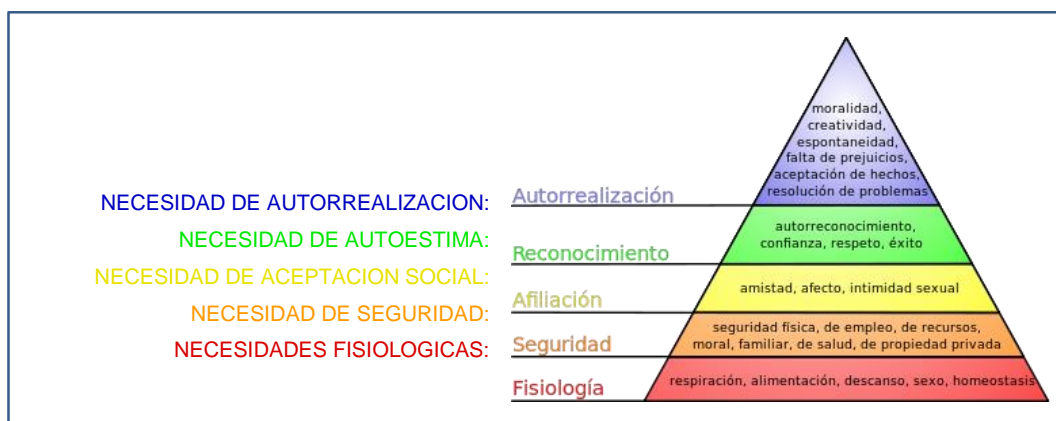 NECESIDAD DE AUTORREALIZACION:
NECESIDAD DE AUTOESTIMA:
NECESIDAD DE ACEPTACION SOCIAL:
NECESIDAD DE SEGURIDAD:
NECESIDADES FISIOLOGICAS:
Autorrealización
moralidad,
creatividad,
espontaneidad,
falta de prejuicios,
aceptación de hechos,
resolución de problemas
Reconocimiento
autorreconocimiento,
confianza, respeto, éxito
Afiliación
amistad, afecto, intimidad sexual
Seguridad
seguridad física, de empleo, de recursos,
moral, familiar, de salud, de propiedad privada
Fisiología
respiración, alimentación, descanso, sexo, homeostasis